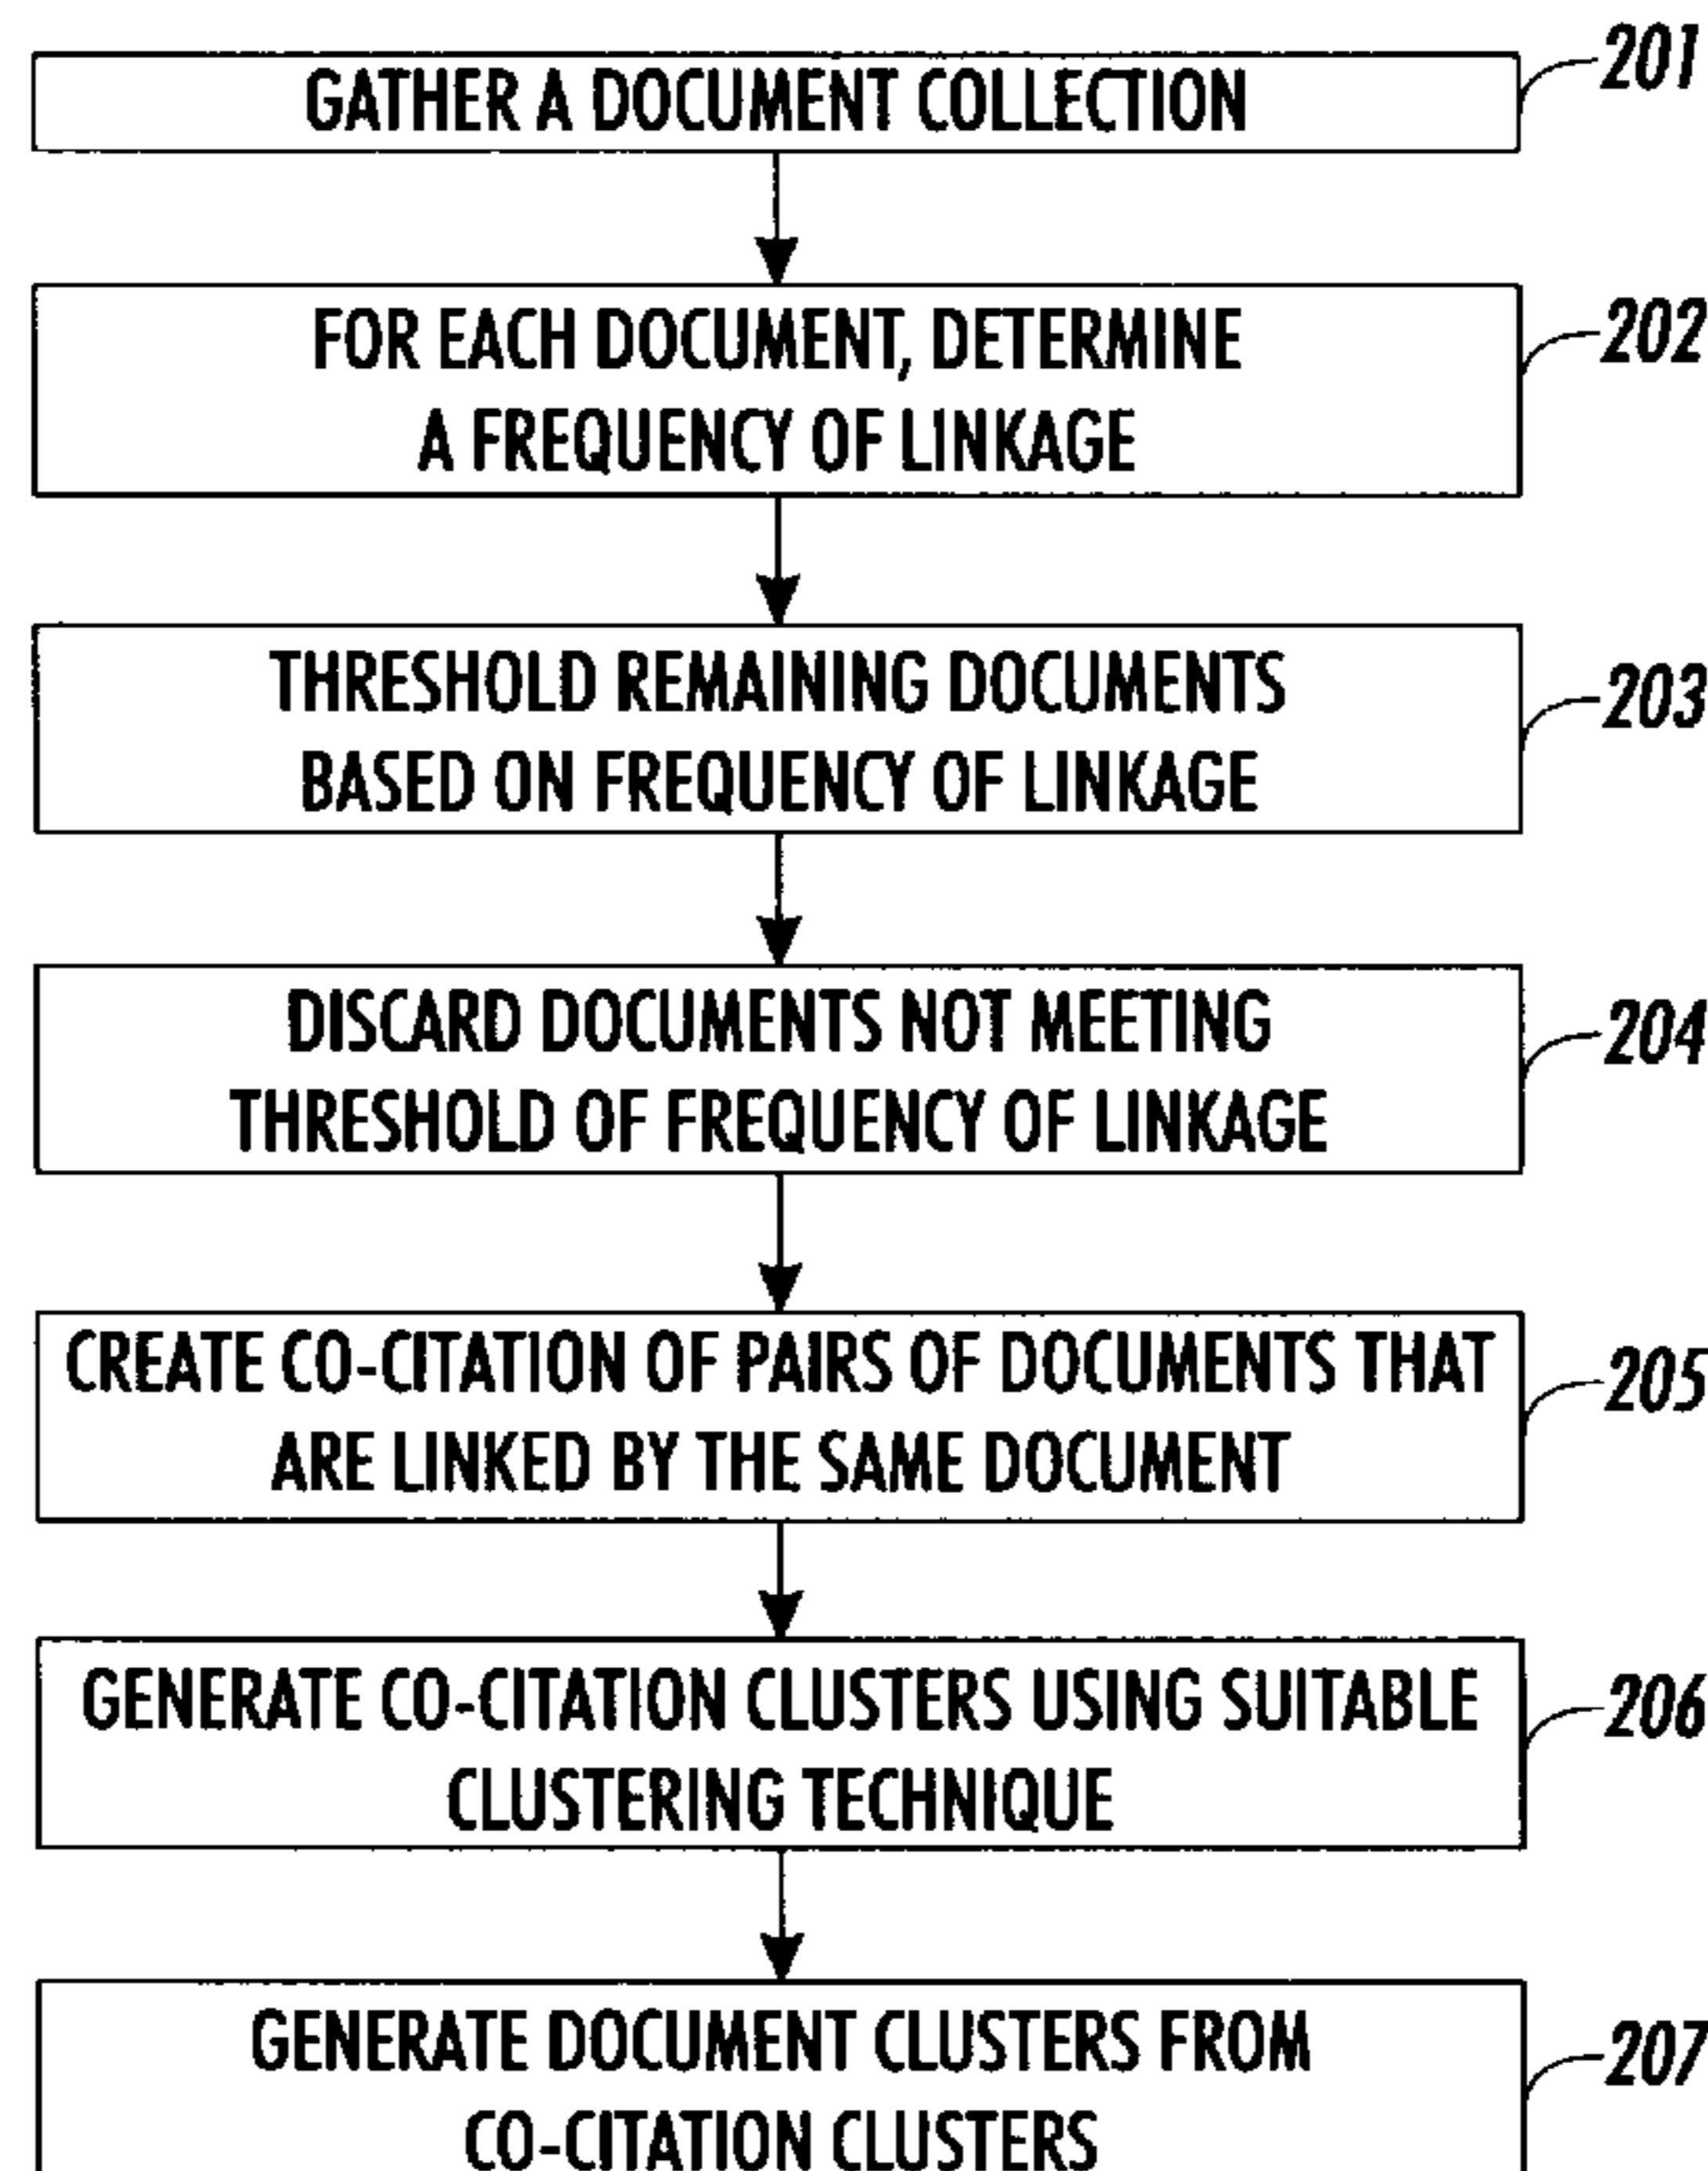 201
GATHER A DOCUMENT COLLECTION
202
FOR EACH DOCUMENT, DETERMINE
A FREQUENCY OF LINKAGE
203
THRESHOLD REMAINING DOCUMENTS
BASED ON FREQUENCY OF LINKAGE
204
DISCARD DOCUMENTS NOT MEETING
THRESHOLD OF FREQUENCY OF LINKAGE
205
CREATE CO-CITATION OF PAIRS OF DOCUMENTS THAT
ARE LINKED BY THE SAME DOCUMENT
206
GENERATE CO-CITATION CLUSTERS USING SUITABLE
CLUSTERING TECHNIQUE
207
GENERATE DOCUMENT CLUSTERS FROM
CO-CITATION CLUSTERS